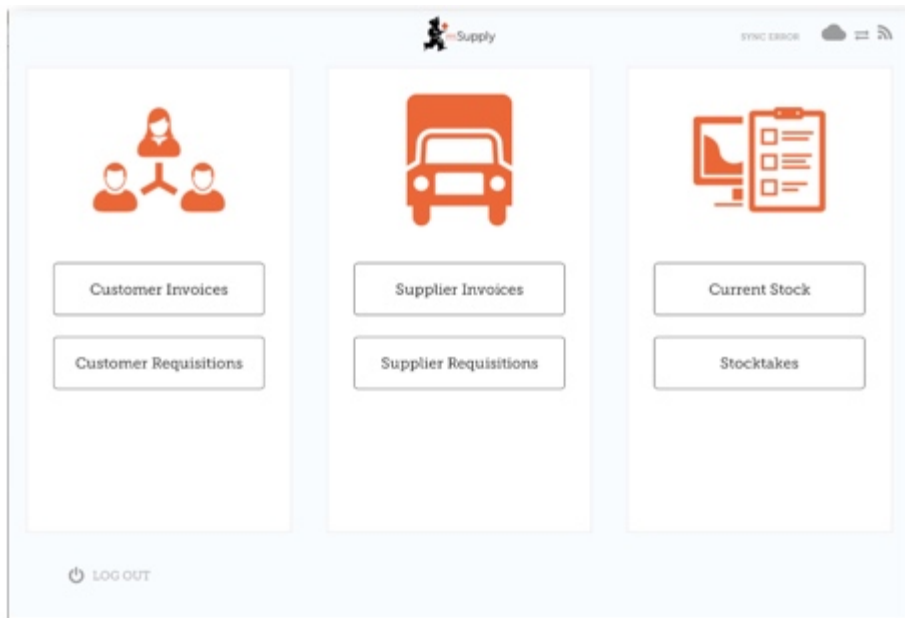 mSupply
SYNC ERROR
Customer Invoices
Customer Requisitions
Supplier Invoices
Supplier Requisitions
Current Stock
Stocktakes
LOG OUT